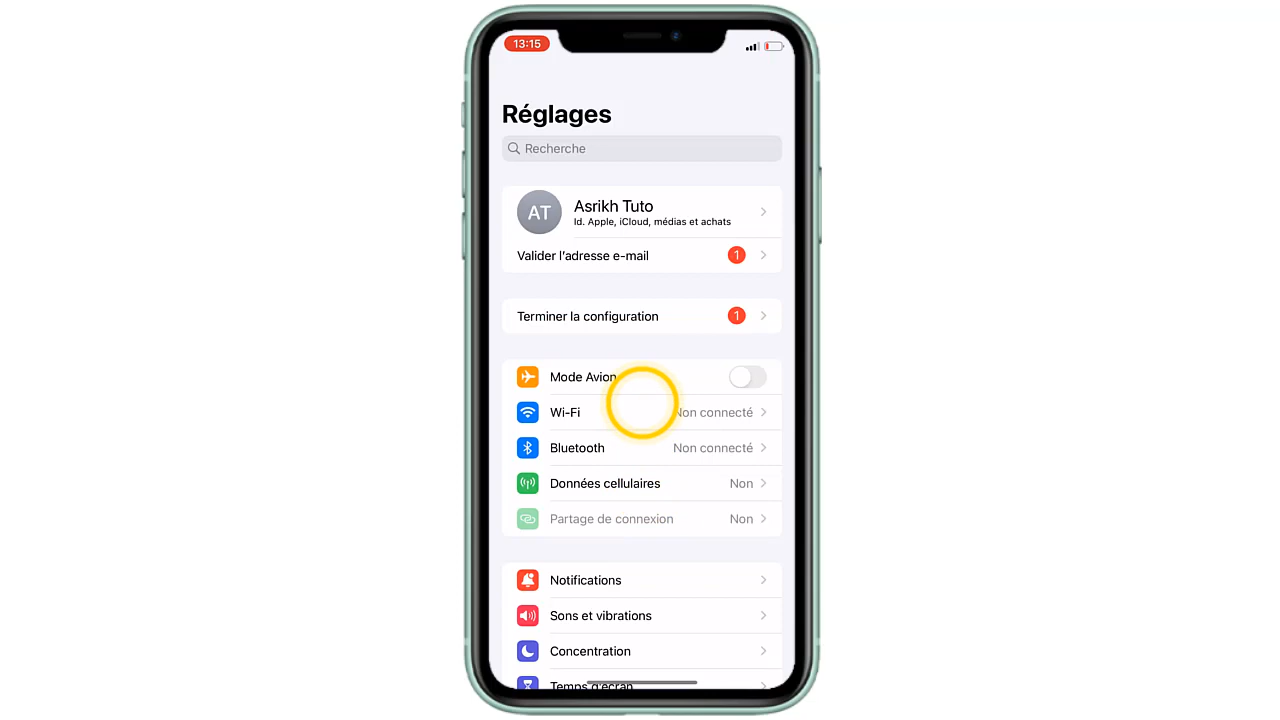 13:15
Réglages
Recherche
AT
Asrikh Tuto
Id. Apple, iCloud, médias et achats
Valider l'adresse e-mail 1
Terminer la configuration 1
Mode Avion
Wi-Fi Non connecté
Bluetooth Non connecté
Données cellulaires Non
Partage de connexion Non
Notifications
Sons et vibrations
Concentration
Temps d'écran